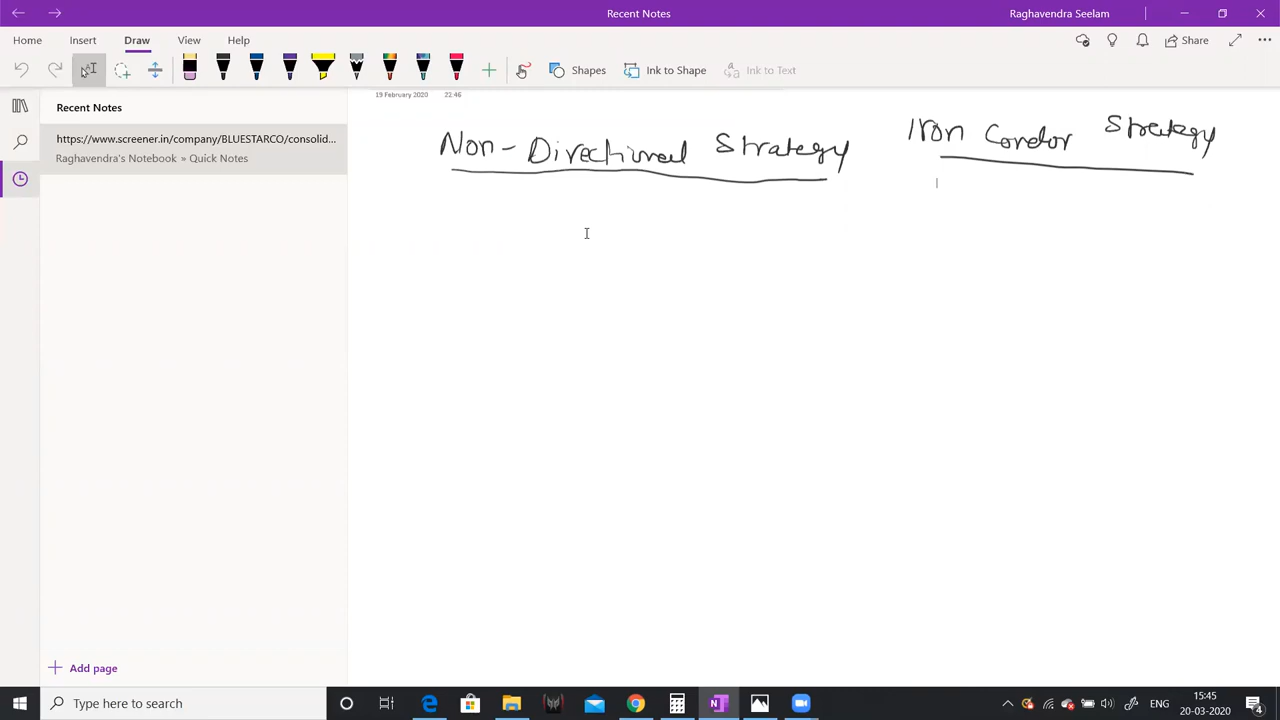 Recent Notes
Raghavendra Seelam
Home Insert Draw View Help
Share
Shapes
Ink to Shape
Ink to Text
Recent Notes
https://www.screener.in/company/BLUESTARCO/consolid...
Raghavendra's Notebook » Quick Notes
19 February 2020 22:46
Non-Directional Strategy
Iron Condor Strategy
Add page
Type here to search
ENG
15:45
20-03-2020
4